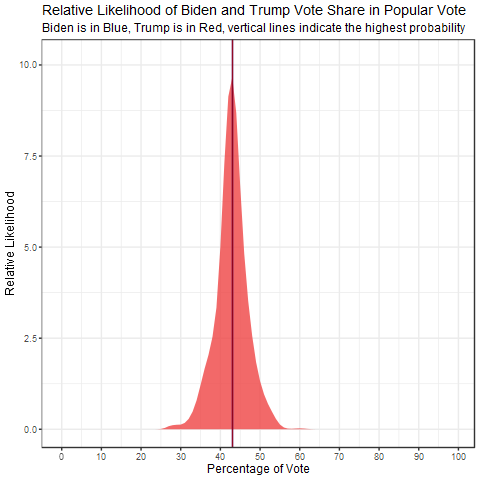 Relative Likelihood of Biden and Trump Vote Share in Popular Vote
Biden is in Blue, Trump is in Red, vertical lines indicate the highest probability
10.0
7.5
5.0
2.5
0.0
Relative Likelihood
0 10 20 30 40 50 60 70 80 90 100
Percentage of Vote